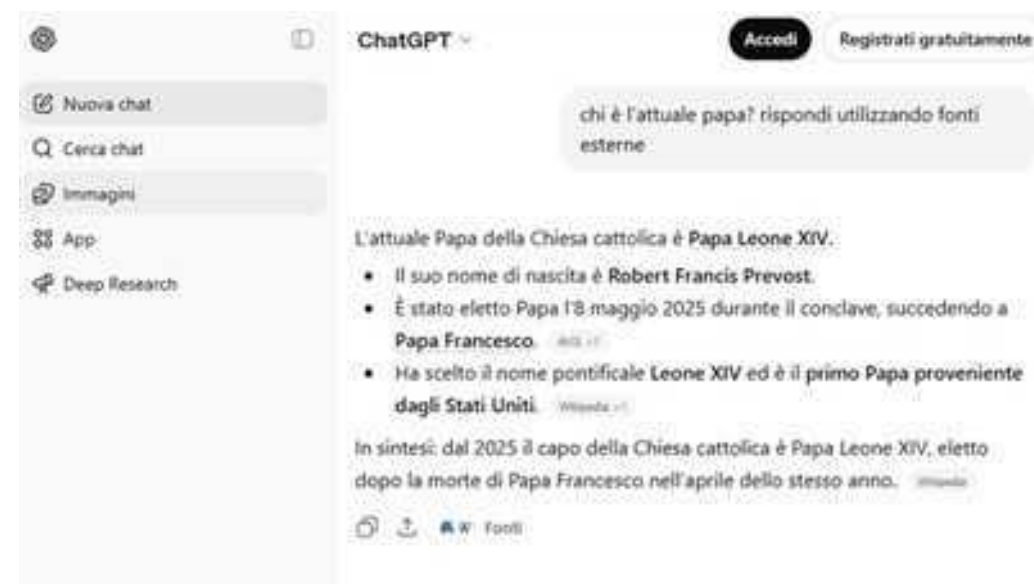 ChatGPT
Accedi
Registrati gratuitamente
Nuova chat
Cerca chat
Immagini
App
Deep Research
chi è l'attuale papa? rispondi utilizzando fonti
esterne
L'attuale Papa della Chiesa cattolica è Papa Leone XIV.
• Il suo nome di nascita è Robert Francis Prevost.
• È stato eletto Papa l'8 maggio 2025 durante il conclave, succedendo a
Papa Francesco.
• Ha scelto il nome pontificale Leone XIV ed è il primo Papa proveniente
dagli Stati Uniti. Wikipedia +1
In sintesi: dal 2025 il capo della Chiesa cattolica è Papa Leone XIV, eletto
dopo la morte di Papa Francesco nell'aprile dello stesso anno. Wikipedia
W Fonti